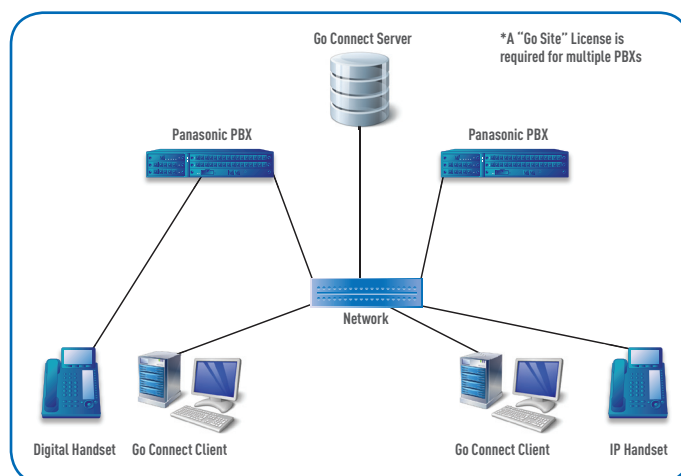 Go Connect Server
*A "Go Site" License is
required for multiple PBXs
Panasonic PBX
Panasonic PBX
Network
Digital Handset
Go Connect Client
Go Connect Client
IP Handset